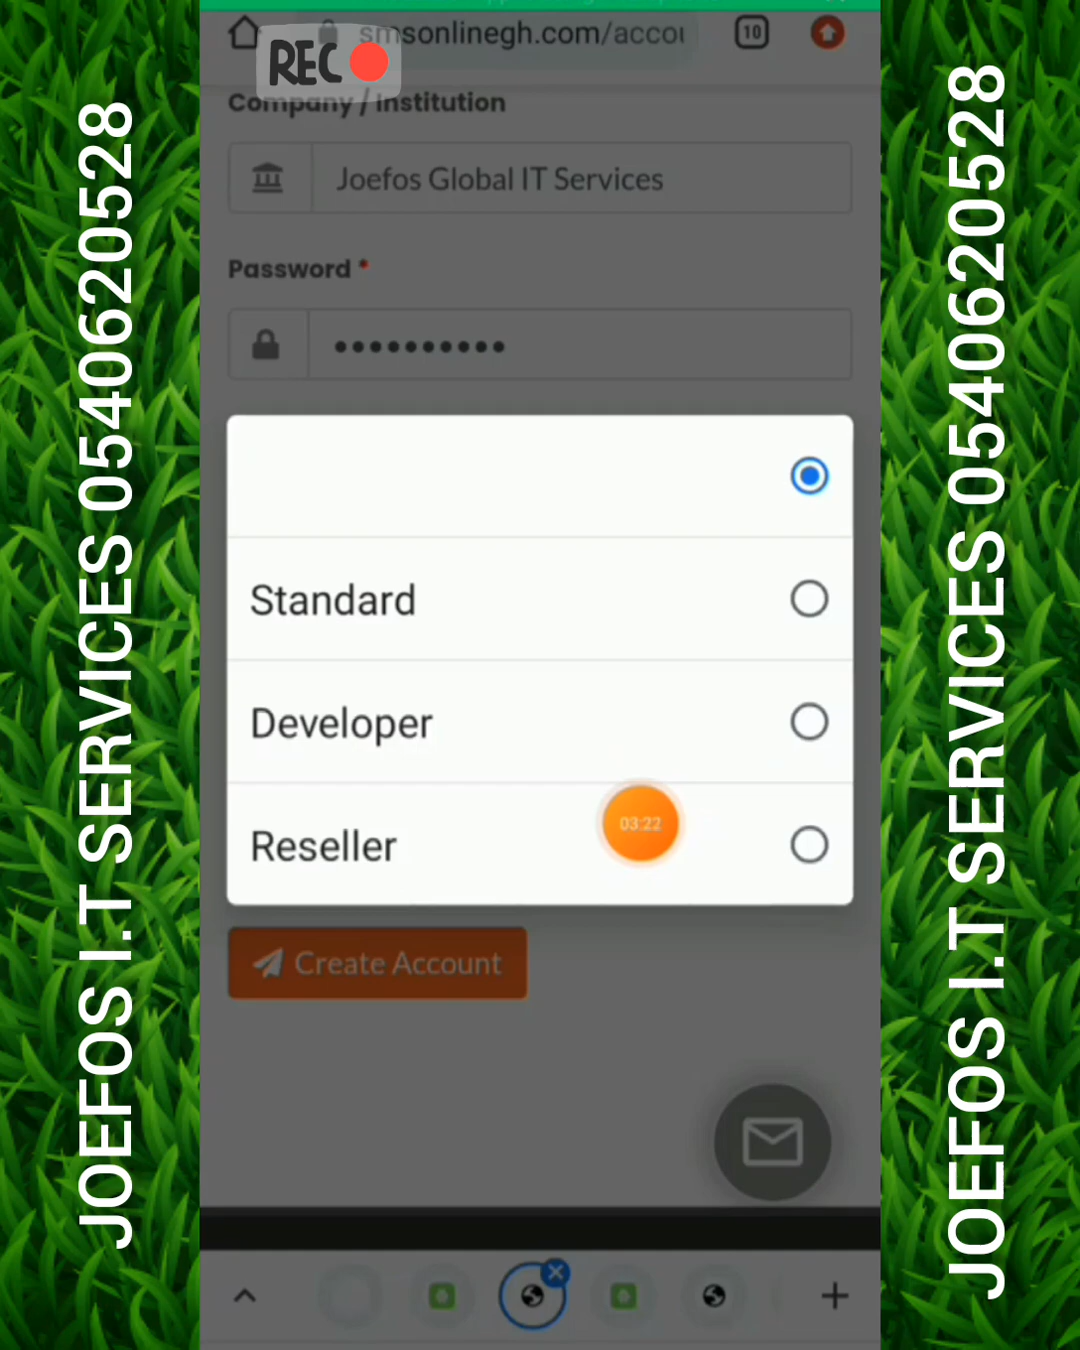 smsonlinegh.com/accou
10
REC
Company / Institution
Joefos Global IT Services
Password *
Standard
Developer
Reseller
03:22
Create Account
JOEFOS I.T SERVICES 0540620528
JOEFOS I.T SERVICES 0540620528